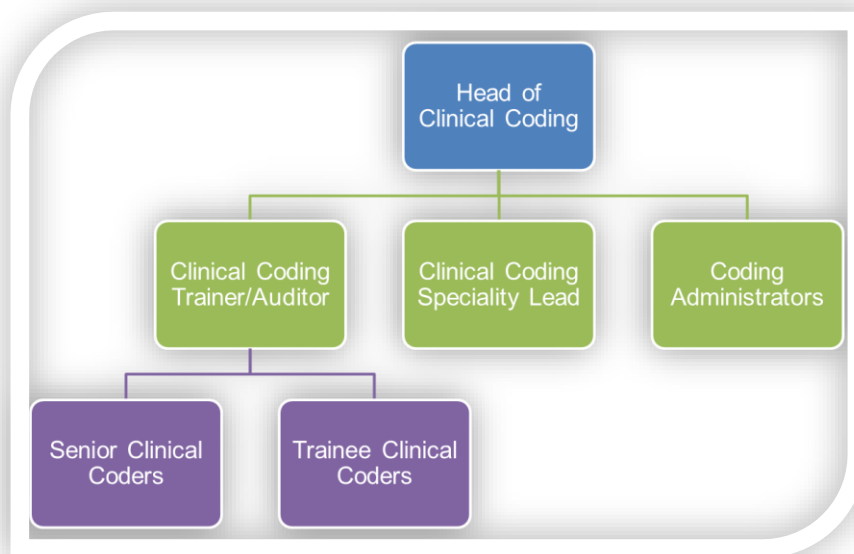 Head of
Clinical Coding
Clinical Coding
Trainer/Auditor
Clinical Coding
Speciality Lead
Coding
Administrators
Senior Clinical
Coders
Trainee Clinical
Coders